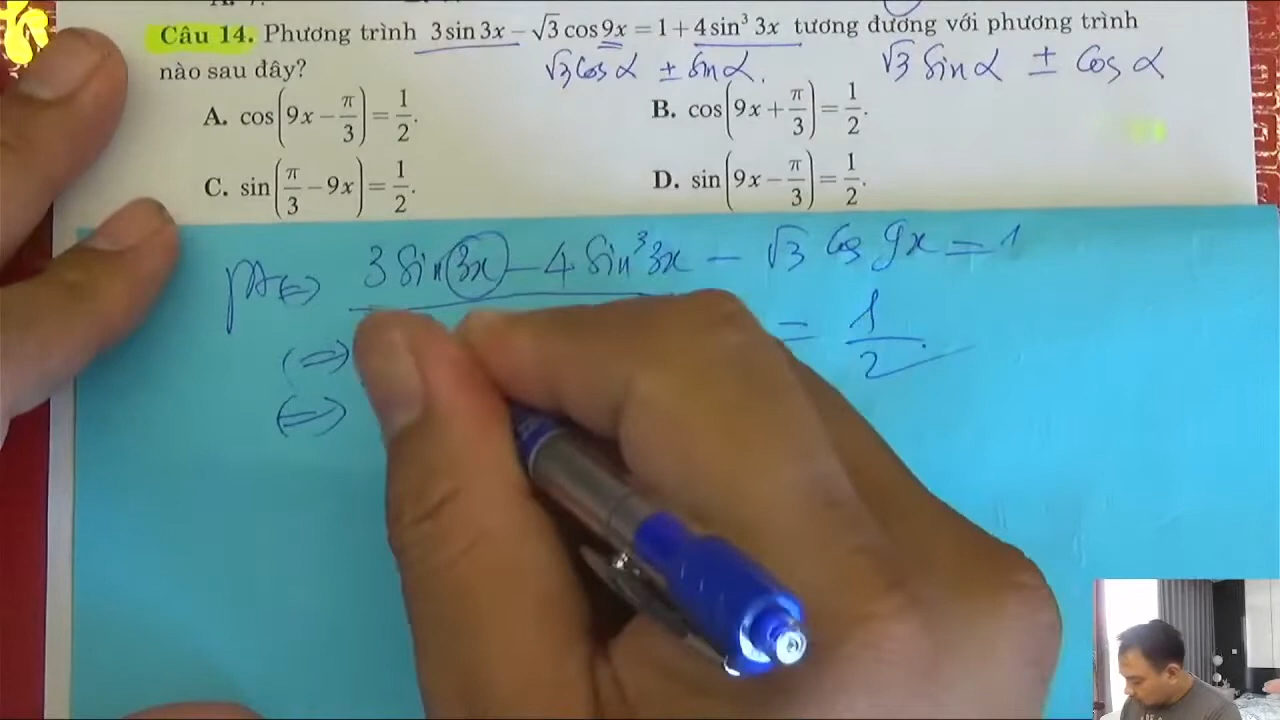 Câu 14. Phương trình 3 sin 3x − √3 cos 9x = 1 + 4 sin³ 3x tương đương với phương trình
nào sau đây?
√3 cos α ± sin α.
√3 sin α ± cos α
A. cos(9x − π/3) = 1/2.
B. cos(9x + π/3) = 1/2.
C. sin(π/3 − 9x) = 1/2.
D. sin(9x − π/3) = 1/2.
pt ⇔ 3 sin 3x − 4 sin³ 3x − √3 cos 9x = 1
⇔ = 1/2
⇔